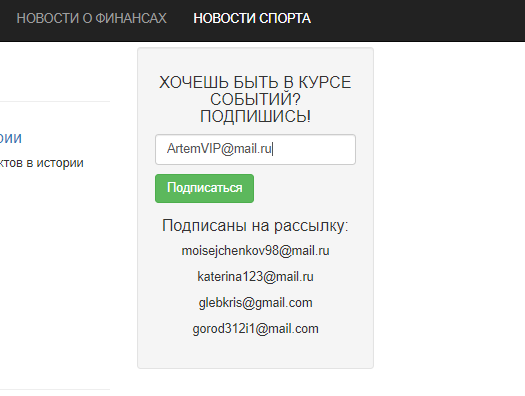 НОВОСТИ О ФИНАНСАХ НОВОСТИ СПОРТА
ХОЧЕШЬ БЫТЬ В КУРСЕ
СОБЫТИЙ?
ПОДПИШИСЬ!
рии
ArtemVIP@mail.ru
ктов в истории
Подписаться
Подписаны на рассылку:
moisejchenkov98@mail.ru
katerina123@mail.ru
glebkris@gmail.com
gorod312i1@mail.com